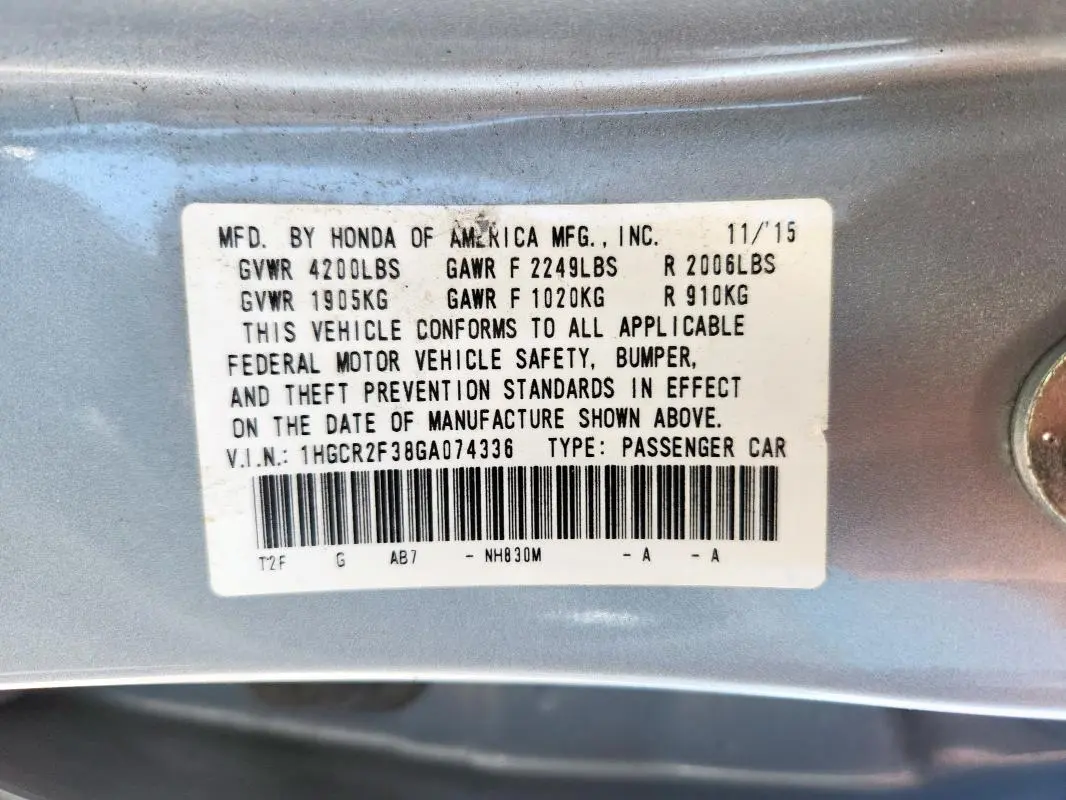 MFD. BY HONDA OF AMERICA MFG., INC. 11/'15
GVWR 4200LBS GAWR F 2249LBS R 2006LBS
GVWR 1905KG GAWR F 1020KG R 910KG
THIS VEHICLE CONFORMS TO ALL APPLICABLE
FEDERAL MOTOR VEHICLE SAFETY, BUMPER,
AND THEFT PREVENTION STANDARDS IN EFFECT
ON THE DATE OF MANUFACTURE SHOWN ABOVE.
V.I.N.: 1HGCR2F38GA074336 TYPE: PASSENGER CAR
T2F G AB7 - NH830M - A - A